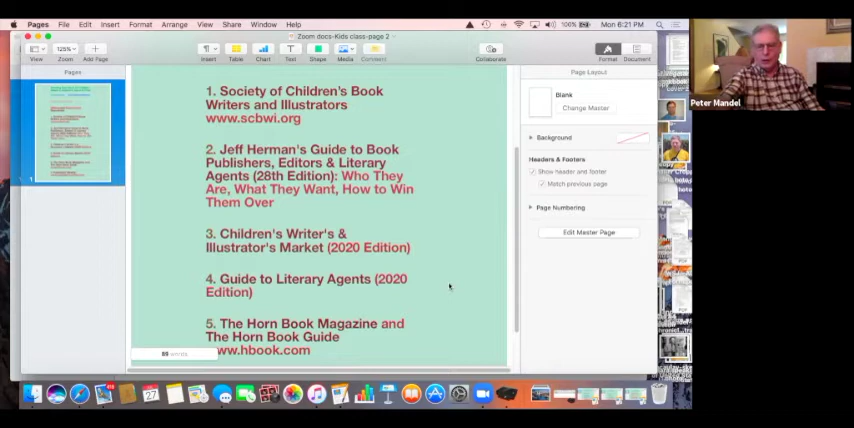 Pages File Edit Insert Format Arrange View Share Window Help
100% Mon 6:21 PM
Zoom docs-Kids class-page 2
125%
View Zoom Add Page
Insert Table Chart Text Shape Media Comment
Collaborate
Format Document
Pages
1
1. Society of Children's Book
Writers and Illustrators
www.scbwi.org
2. Jeff Herman's Guide to Book
Publishers, Editors & Literary
Agents (28th Edition): Who They
Are, What They Want, How to Win
Them Over
3. Children's Writer's &
Illustrator's Market (2020 Edition)
4. Guide to Literary Agents (2020
Edition)
5. The Horn Book Magazine and
The Horn Book Guide
ww.hbook.com
89 words
Page Layout
Blank
Change Master
Background
Headers & Footers
Show header and footer
Match previous page
Page Numbering
Edit Master Page
Peter Mandel
27